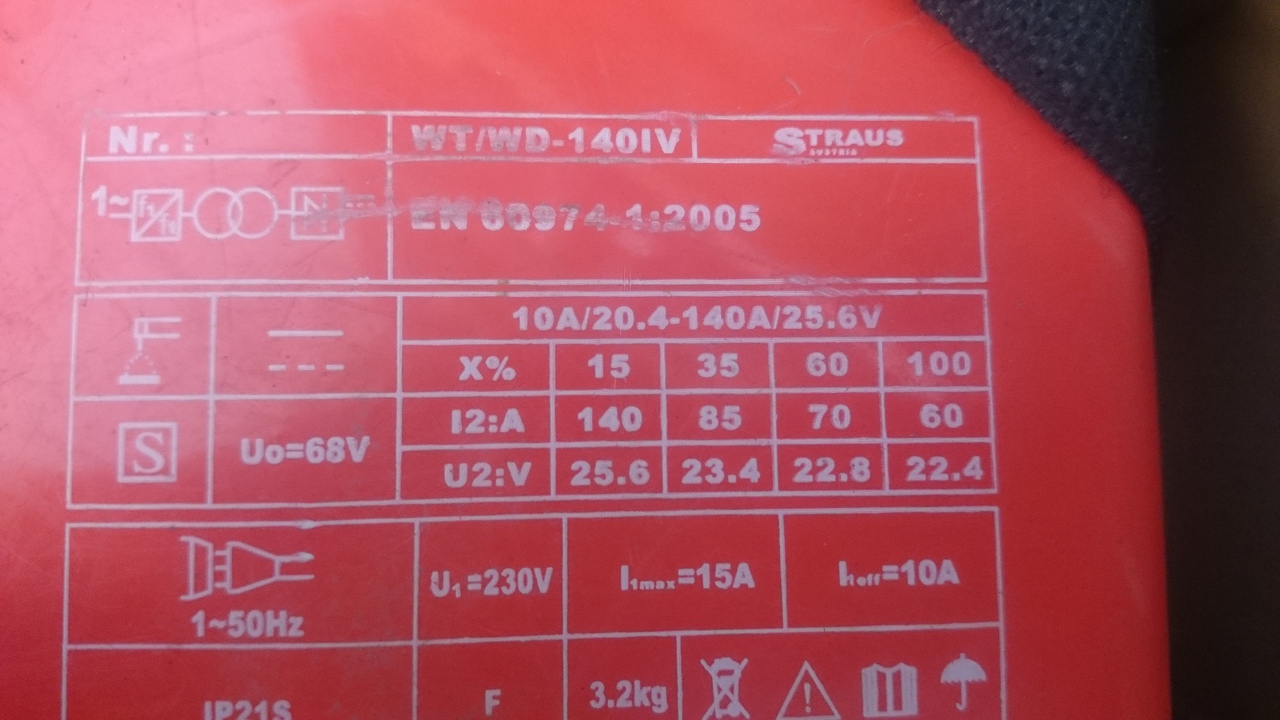 Nr.: WT/WD-140IV STRAUS
AUSTRIA
1~ f1/f2 EN 60974-1:2005
10A/20.4-140A/25.6V
X% 15 35 60 100
S Uo=68V I2:A 140 85 70 60
U2:V 25.6 23.4 22.8 22.4
1~50Hz U1=230V I1max=15A I1eff=10A
IP21S F 3.2kg